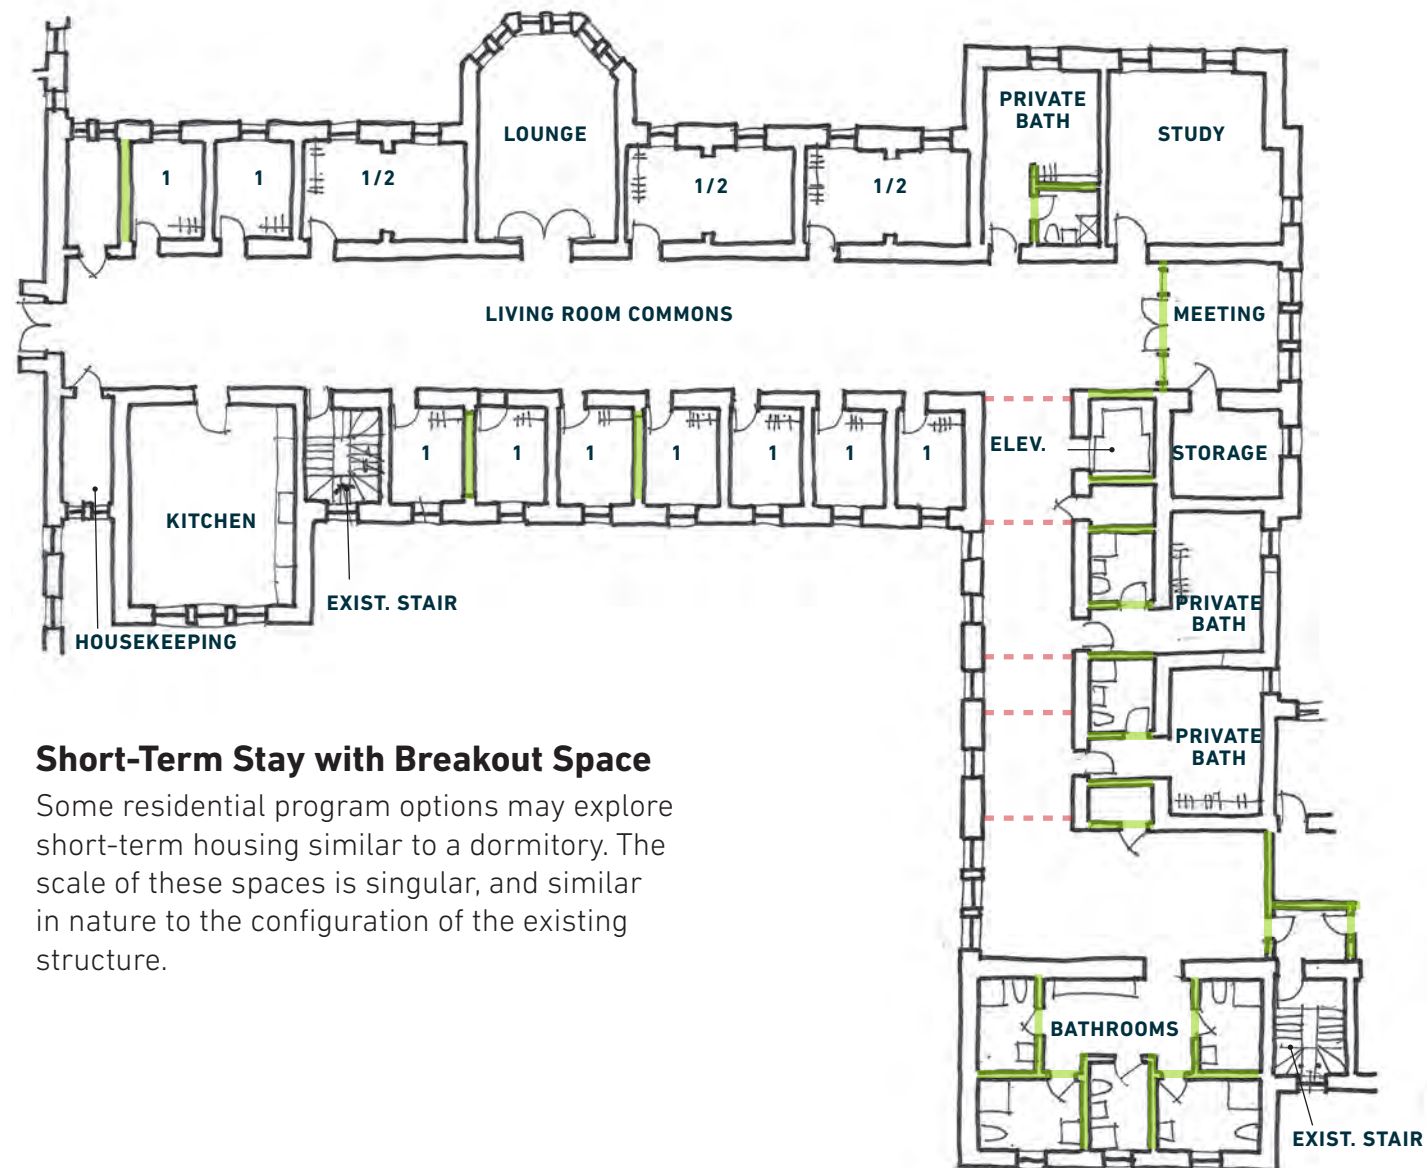 PRIVATE
BATH
LOUNGE
STUDY
1
1
1/2
1/2
1/2
LIVING ROOM COMMONS
MEETING
ELEV.
STORAGE
1
1
1
1
1
1
1
KITCHEN
EXIST. STAIR
HOUSEKEEPING
PRIVATE
BATH
PRIVATE
BATH
Short-Term Stay with Breakout Space
Some residential program options may explore
short-term housing similar to a dormitory. The
scale of these spaces is singular, and similar
in nature to the configuration of the existing
structure.
BATHROOMS
EXIST. STAIR